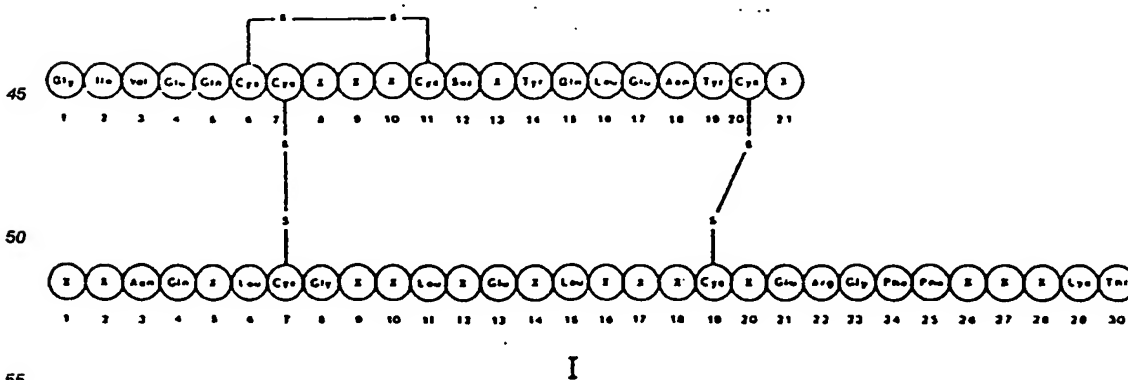 S S
45 Gly Ile Val Glu Gln Cys Cys X X X Cys Ser X Tyr Gln Leu Glu Asn Tyr Cys X
1 2 3 4 5 6 7 8 9 10 11 12 13 14 15 16 17 18 19 20 21
S S
S S
50
X X Asn Gln X Leu Cys Gly X X Leu X Glu X Leu X X X Cys X Glu Arg Gly Phe Phe X X X Lys Thr
1 2 3 4 5 6 7 8 9 10 11 12 13 14 15 16 17 18 19 20 21 22 23 24 25 26 27 28 29 30
I
55